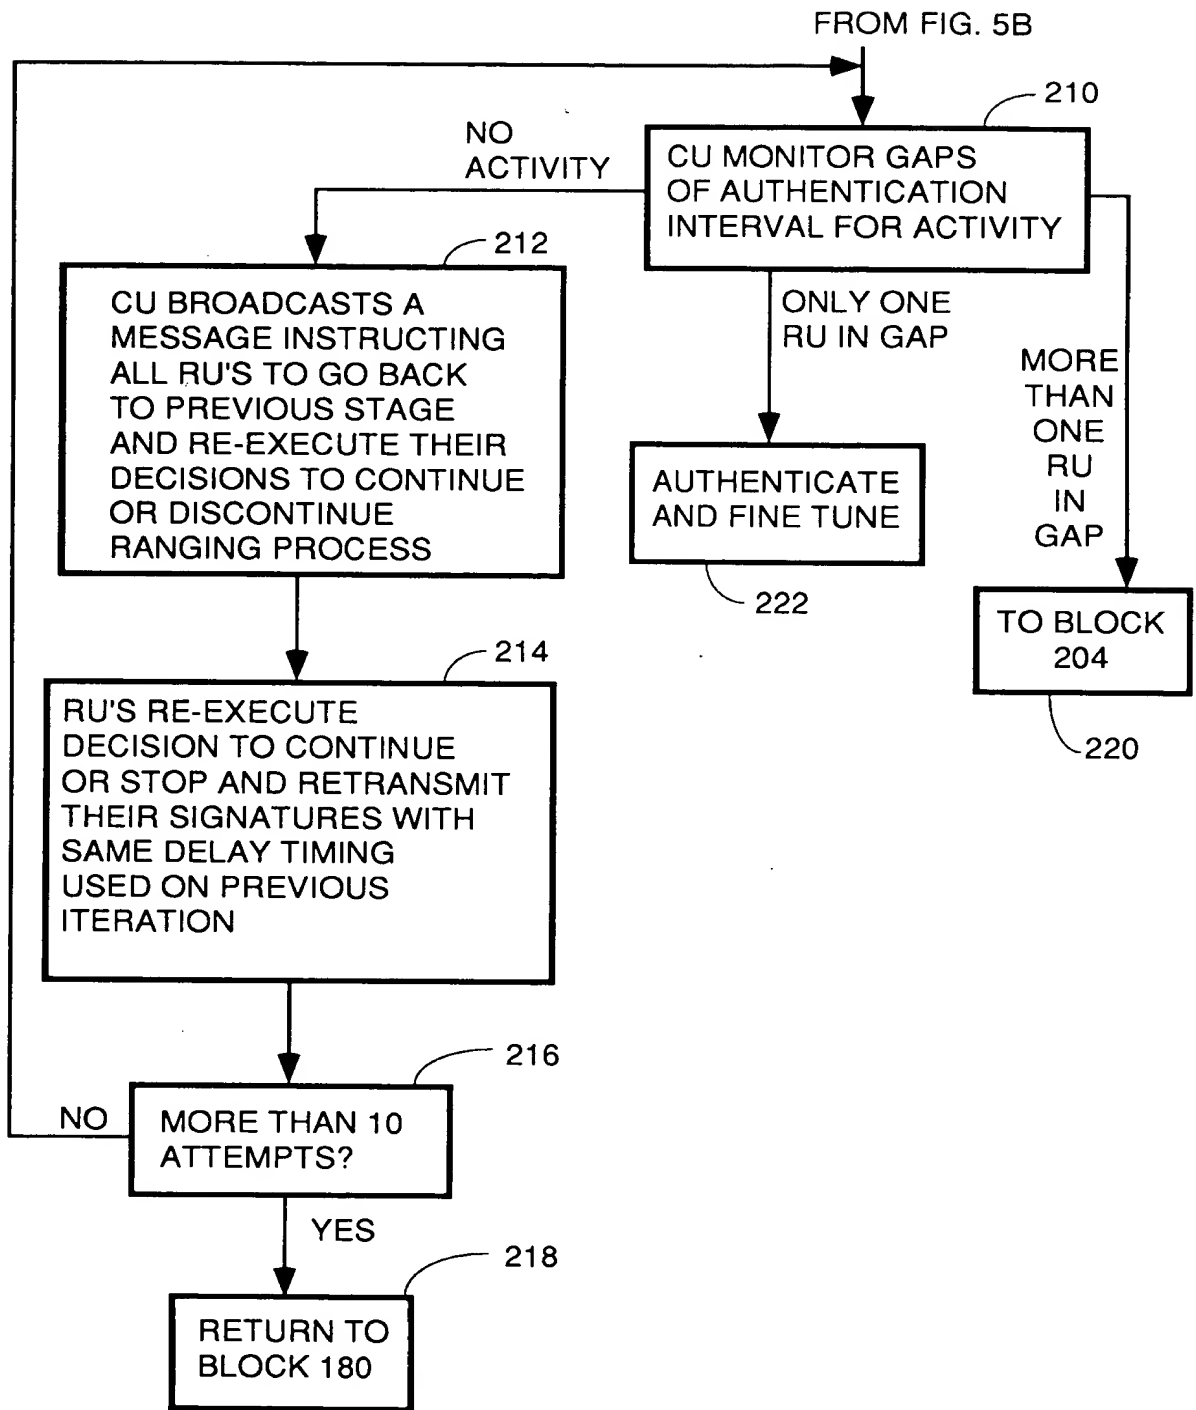 FROM FIG. 5B
210
NO
ACTIVITY
CU MONITOR GAPS
OF AUTHENTICATION
INTERVAL FOR ACTIVITY
212
CU BROADCASTS A
MESSAGE INSTRUCTING
ALL RU'S TO GO BACK
TO PREVIOUS STAGE
AND RE-EXECUTE THEIR
DECISIONS TO CONTINUE
OR DISCONTINUE
RANGING PROCESS
ONLY ONE
RU IN GAP
MORE
THAN
ONE
RU
IN
GAP
AUTHENTICATE
AND FINE TUNE
222
TO BLOCK
204
220
214
RU'S RE-EXECUTE
DECISION TO CONTINUE
OR STOP AND RETRANSMIT
THEIR SIGNATURES WITH
SAME DELAY TIMING
USED ON PREVIOUS
ITERATION
216
NO
MORE THAN 10
ATTEMPTS?
YES
218
RETURN TO
BLOCK 180